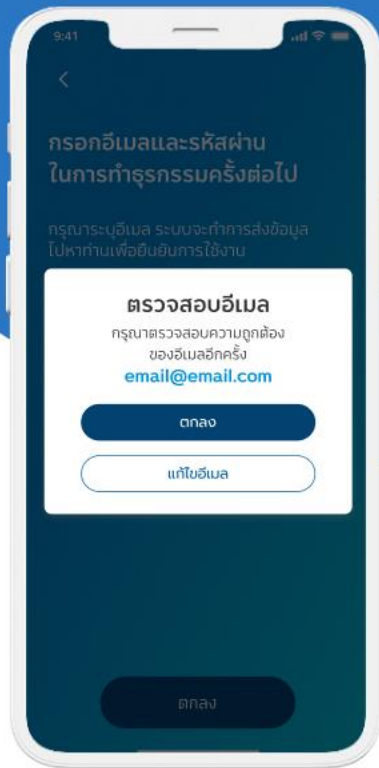 9:41
กรอกอีเมลและรหัสผ่าน
ในการทำธุรกรรมครั้งต่อไป
กรุณาระบุอีเมล ระบบจะทำการส่งข้อมูล
ไปหาท่านเพื่อยืนยันการใช้งาน
ตรวจสอบอีเมล
กรุณาตรวจสอบความถูกต้อง
ของอีเมลอีกครั้ง
email@email.com
ตกลง
แก้ไขอีเมล
ตกลง